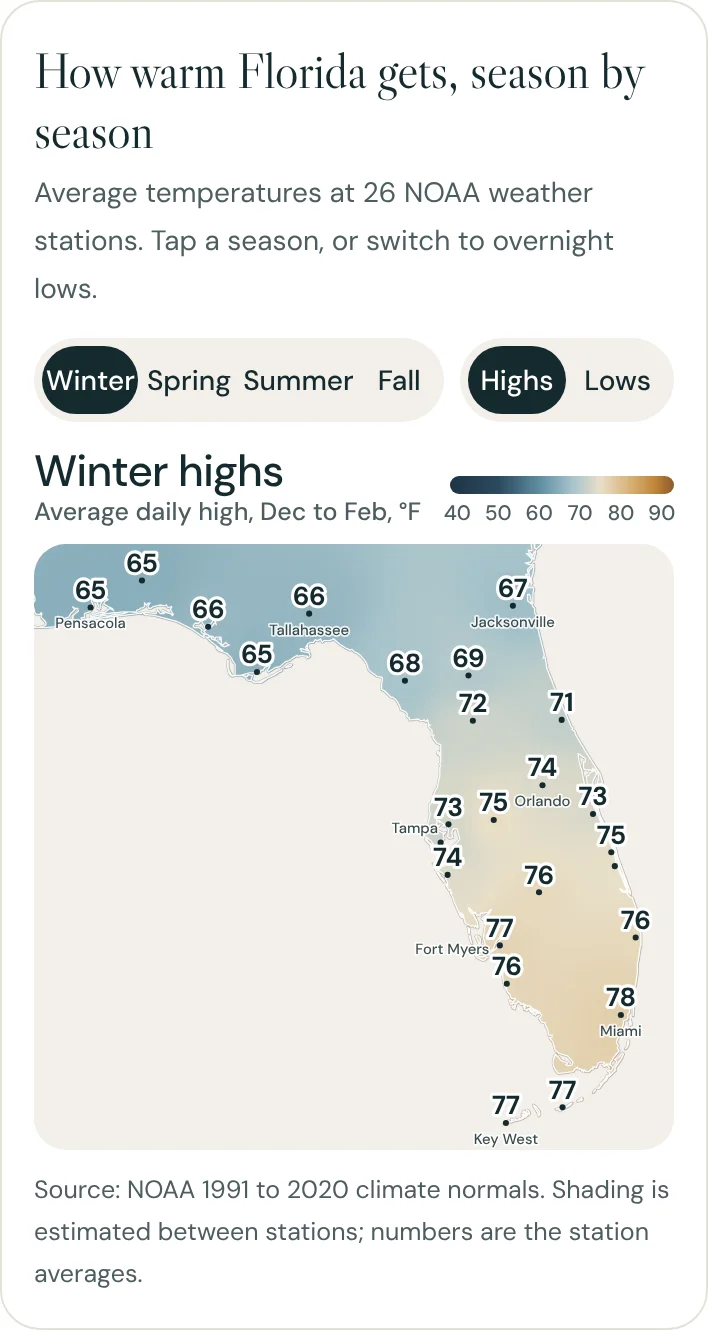 How warm Florida gets, season by
season
Average temperatures at 26 NOAA weather
stations. Tap a season, or switch to overnight
lows.
Winter Spring Summer Fall Highs Lows
Winter highs
Average daily high, Dec to Feb, °F
40 50 60 70 80 90
65
65
Pensacola
66
66
Tallahassee
65
67
Jacksonville
68
69
72
71
74
Orlando
73
75
73
Tampa
74
75
76
76
77
Fort Myers
76
78
Miami
77
77
Key West
Source: NOAA 1991 to 2020 climate normals. Shading is
estimated between stations; numbers are the station
averages.